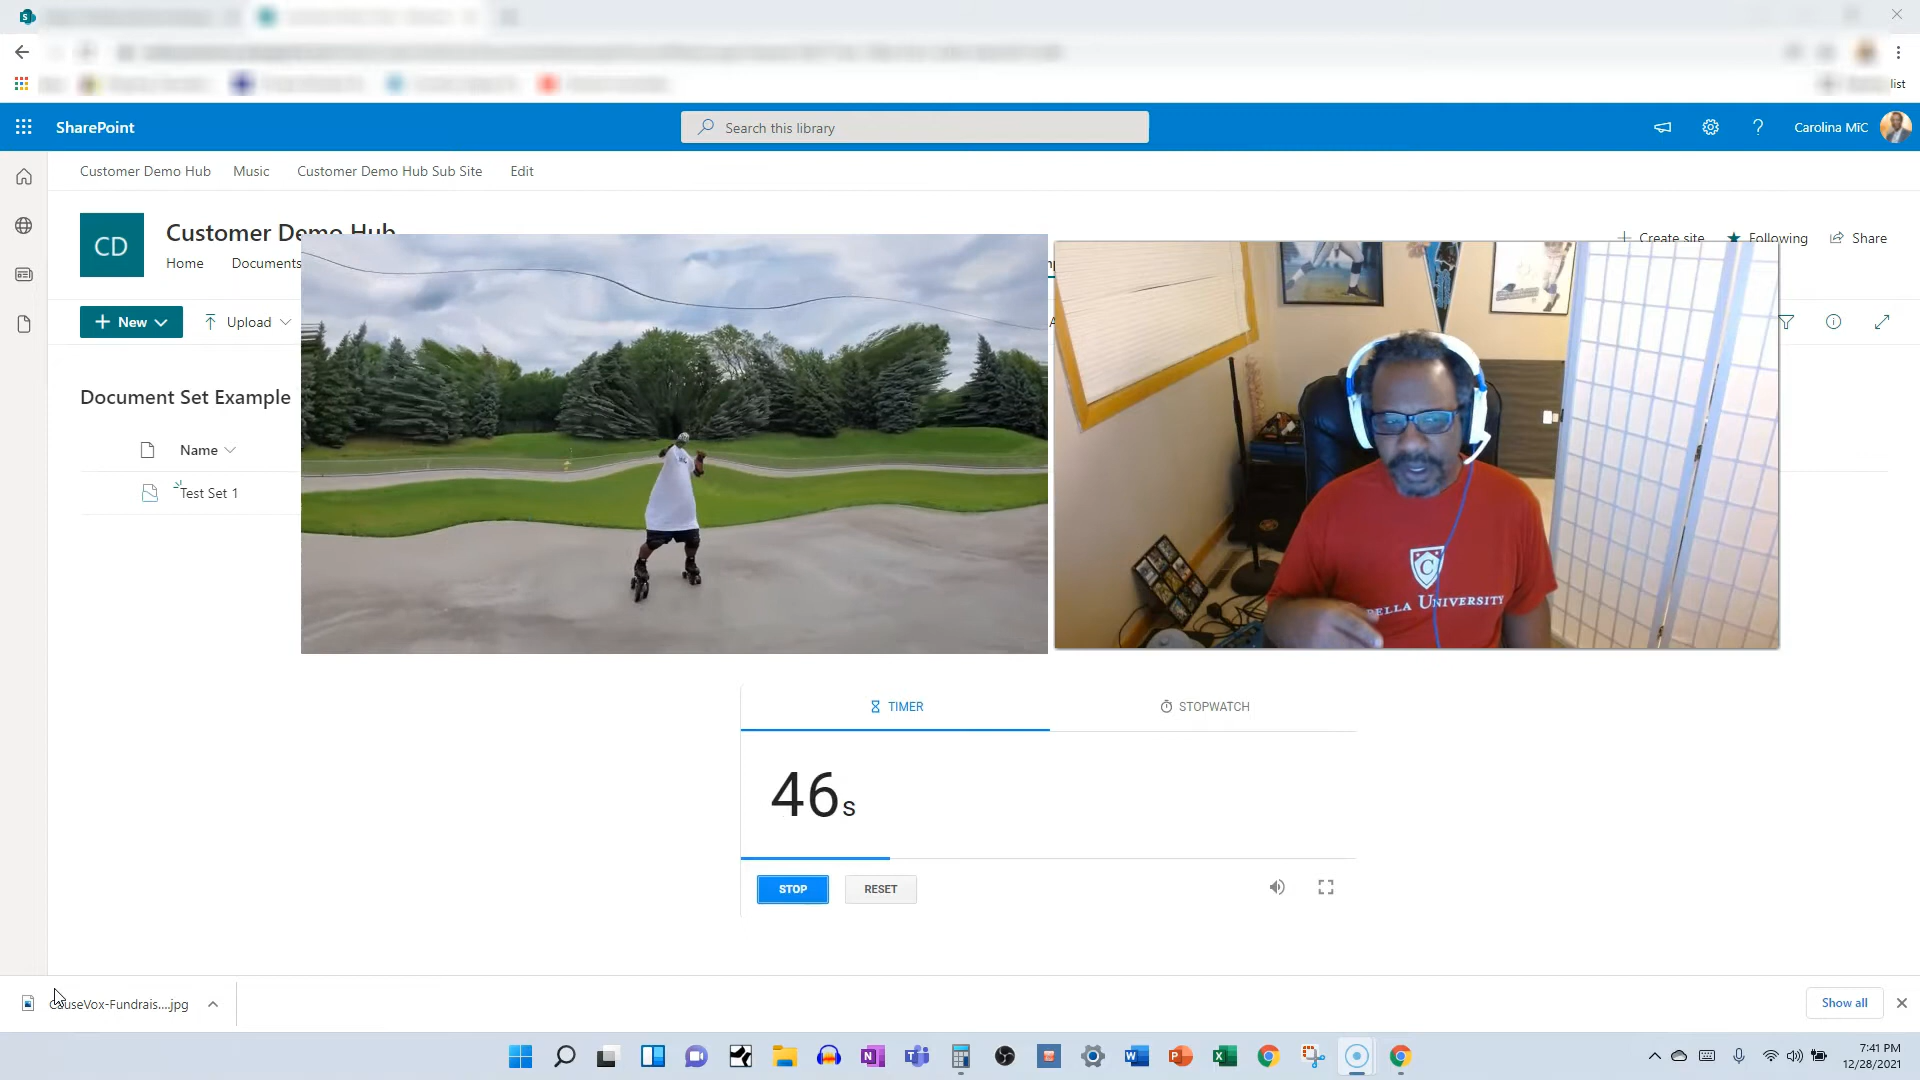 list
SharePoint
Search this library
Carolina MiC
Customer Demo Hub
Music
Customer Demo Hub Sub Site
Edit
CD
Customer Demo Hub
Create site
Following
Share
Home
Documents
New
Upload
Document Set Example
Name
Test Set 1
C
UNIVERSITY
TIMER
STOPWATCH
46s
STOP
RESET
CauseVox-Fundrais....jpg
Show all
7:41 PM
12/28/2021